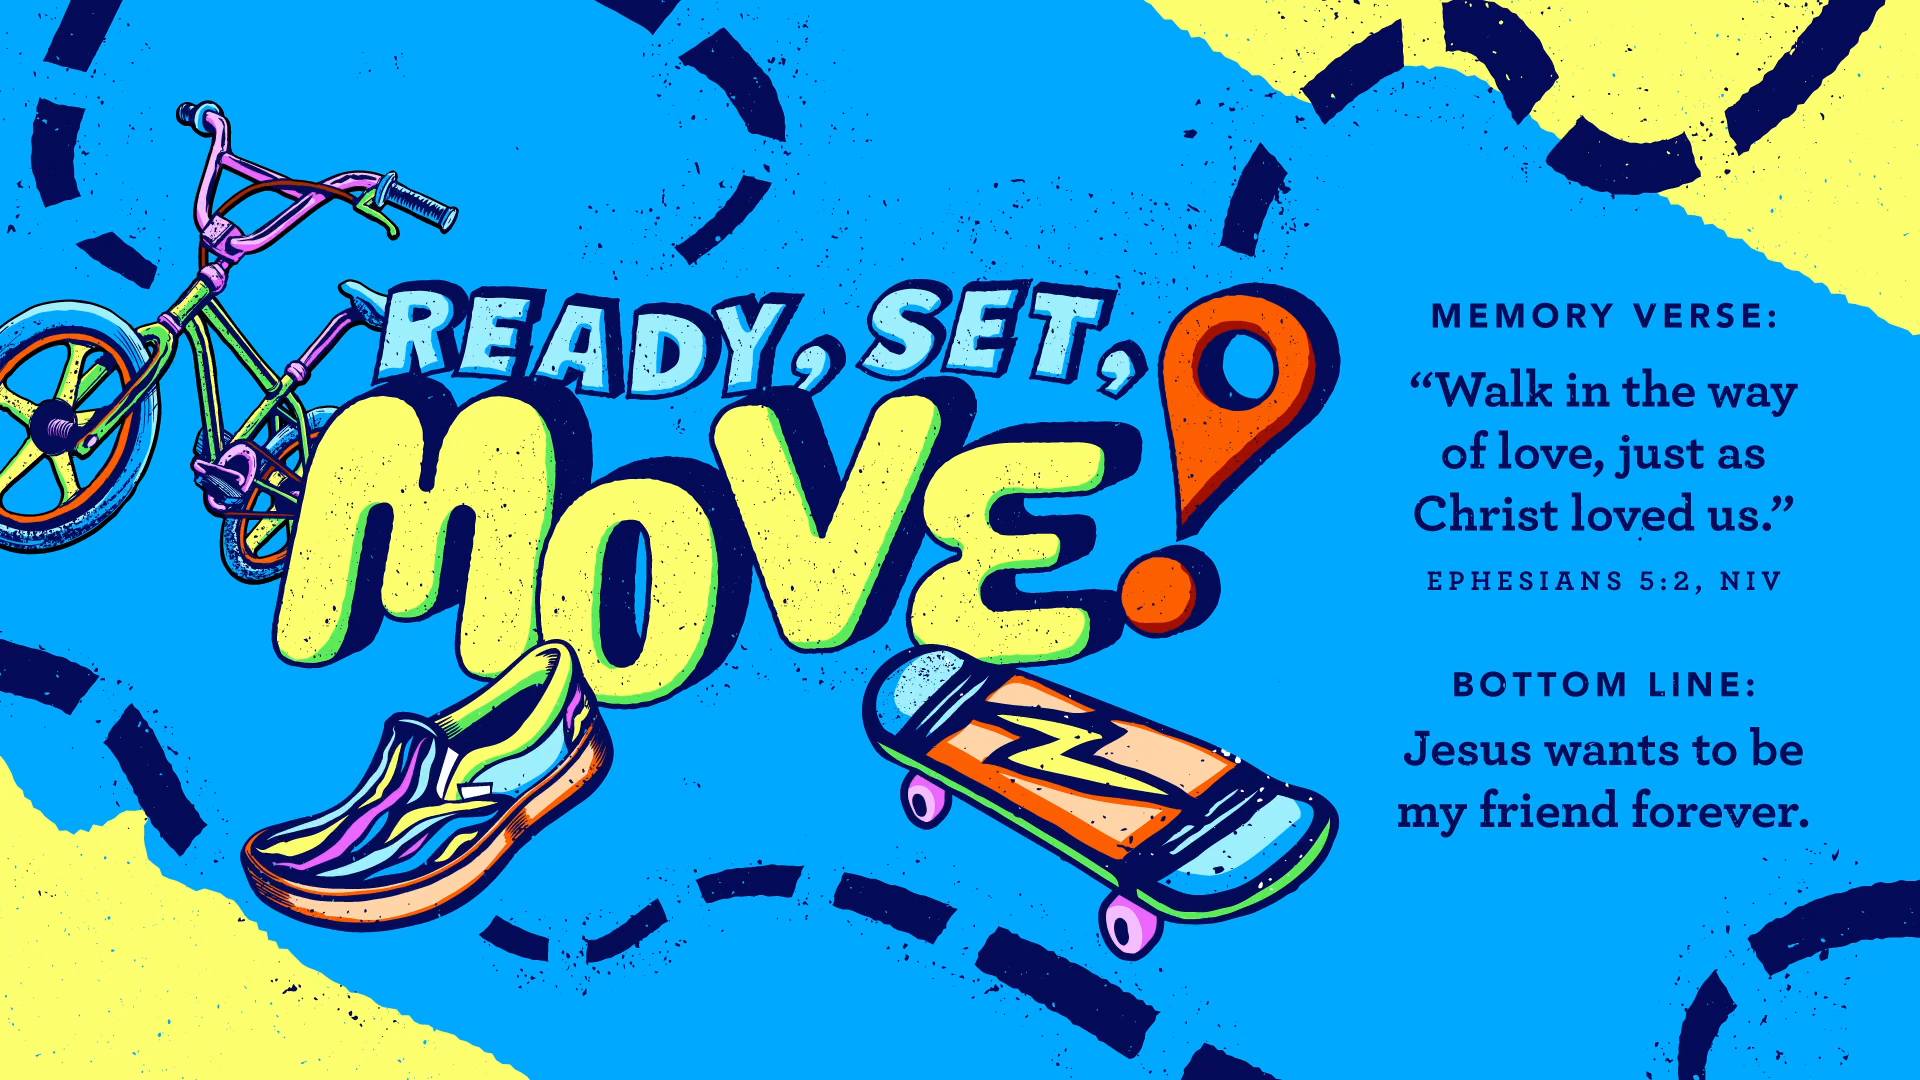 READY, SET,
MOVE!
MEMORY VERSE:
“Walk in the way
of love, just as
Christ loved us.”
EPHESIANS 5:2, NIV
BOTTOM LINE:
Jesus wants to be
my friend forever.